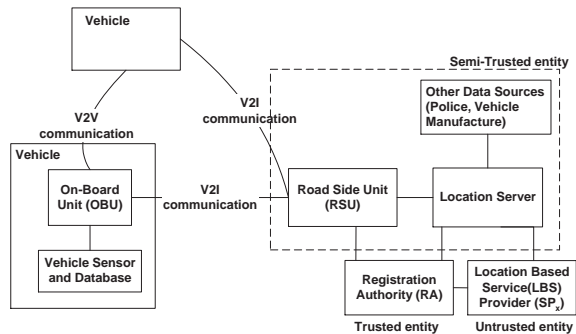 Vehicle
Semi-Trusted entity
Other Data Sources
(Police, Vehicle
Manufacture)
V2V
communication
V2I
communication
Vehicle
On-Board
Unit (OBU)
V2I
communication
Road Side Unit
(RSU)
Location Server
Vehicle Sensor
and Database
Registration
Authority (RA)
Location Based
Service(LBS)
Provider (SPx)
Trusted entity
Untrusted entity